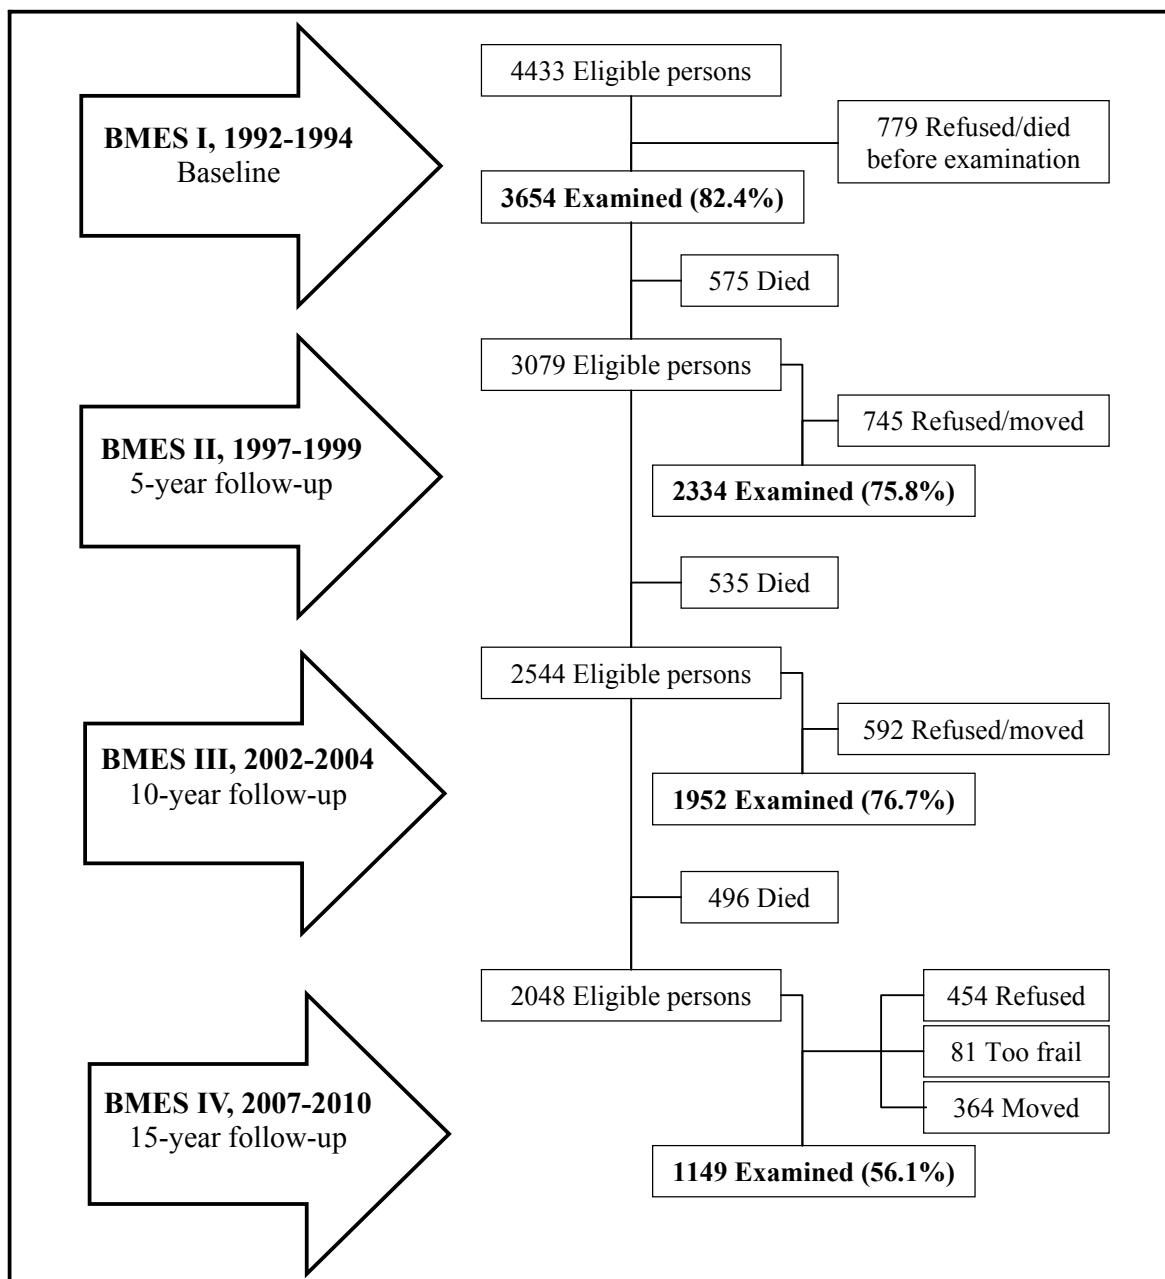 4433 Eligible persons
BMES I, 1992-1994
Baseline
779 Refused/died
before examination
3654 Examined (82.4%)
575 Died
3079 Eligible persons
BMES II, 1997-1999
5-year follow-up
745 Refused/moved
2334 Examined (75.8%)
535 Died
2544 Eligible persons
BMES III, 2002-2004
10-year follow-up
592 Refused/moved
1952 Examined (76.7%)
496 Died
2048 Eligible persons
454 Refused
81 Too frail
364 Moved
BMES IV, 2007-2010
15-year follow-up
1149 Examined (56.1%)